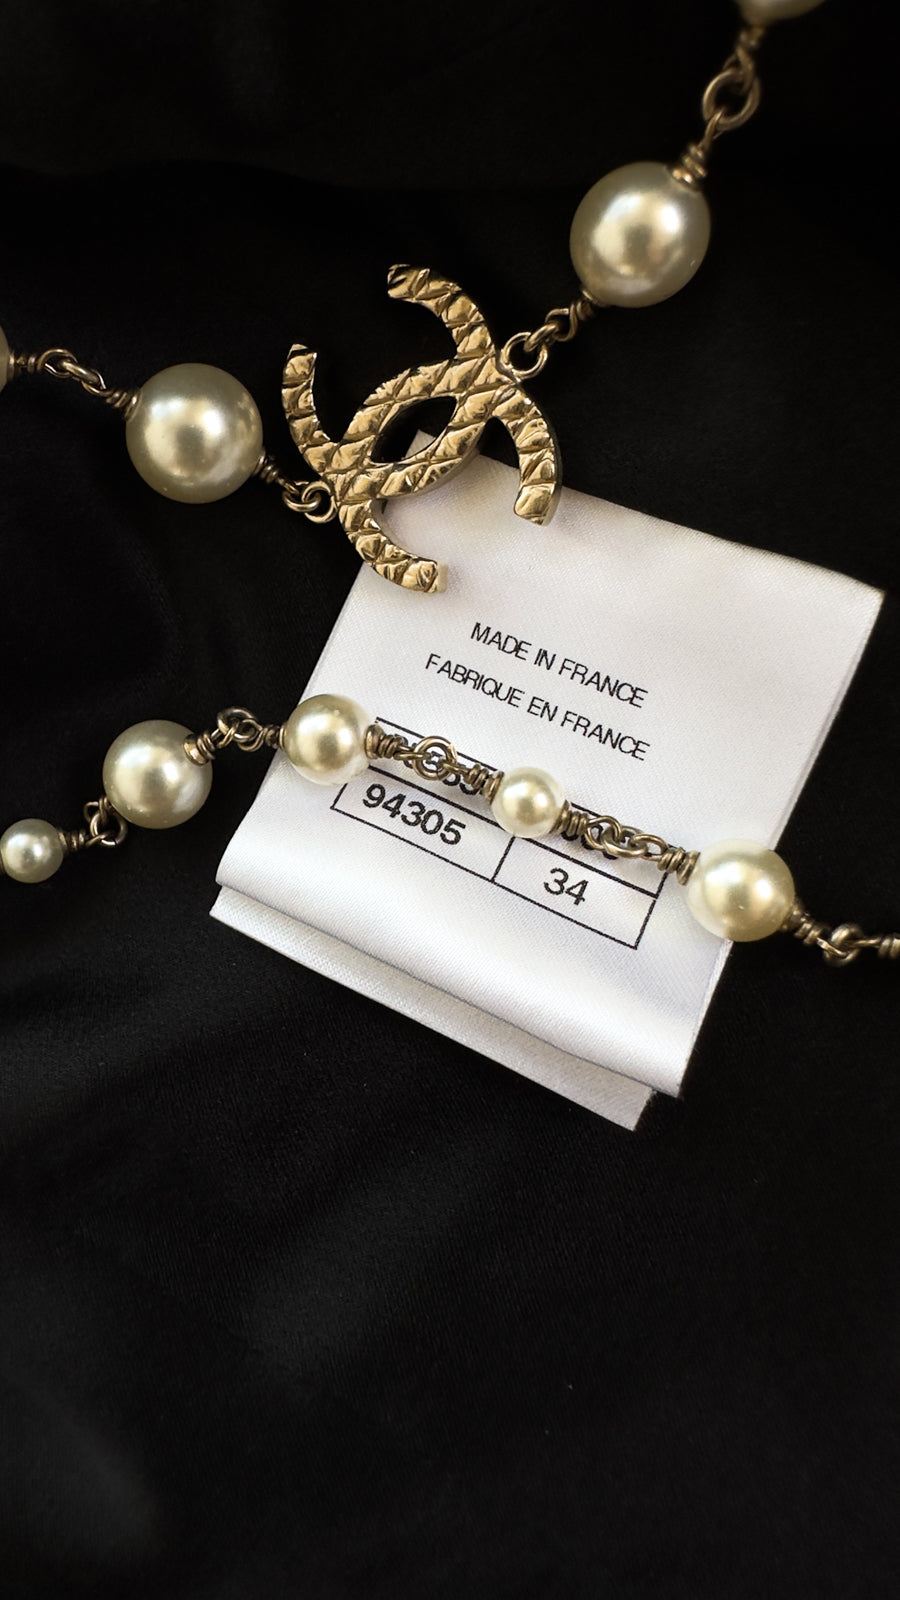 MADE IN FRANCE
FABRIQUE EN FRANCE
94305
34